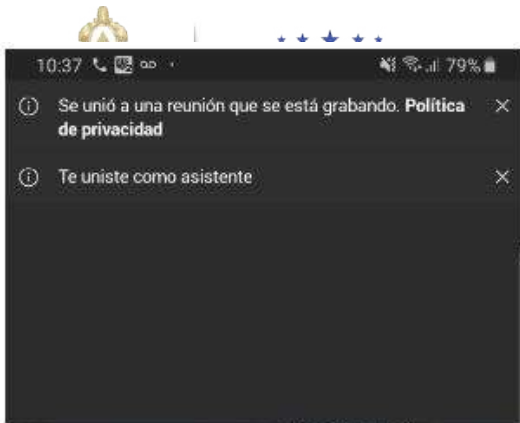 10:37
79%
Se unió a una reunión que se está grabando. Política
de privacidad
Te uniste como asistente